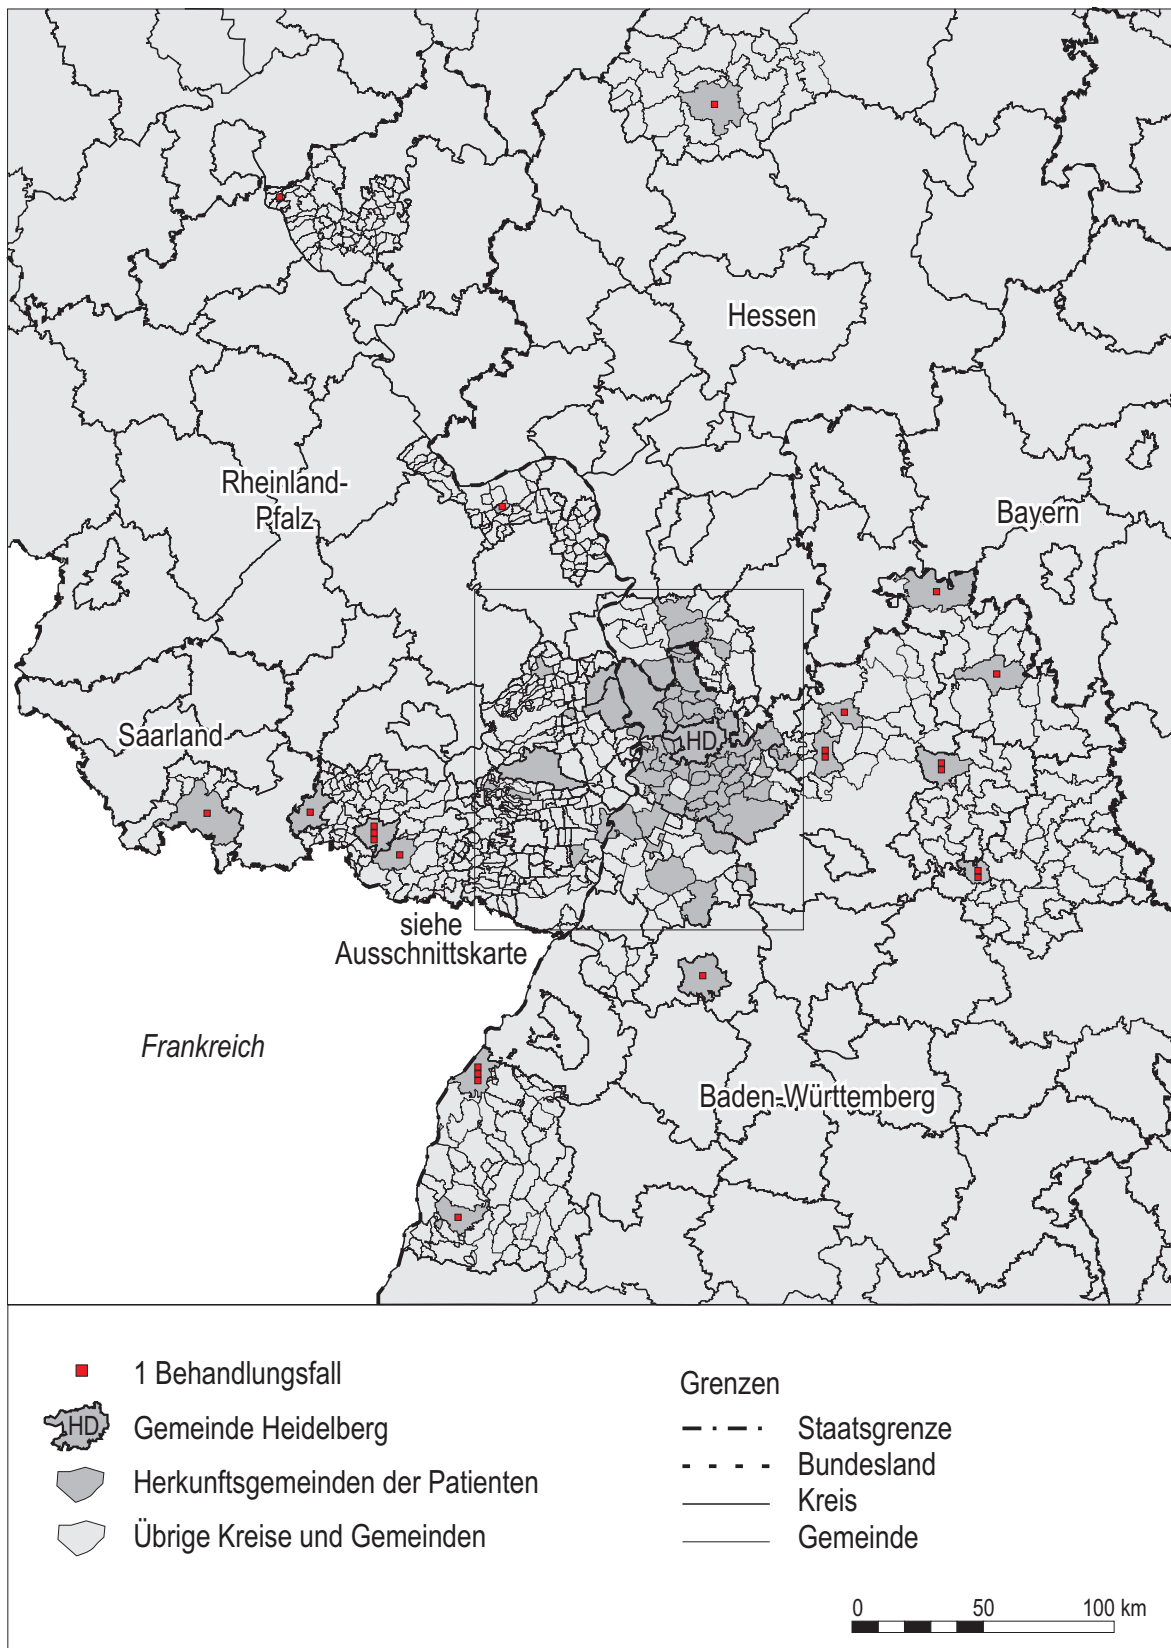 Hessen
Rheinland-
Pfalz
Bayern
Saarland
HD
siehe
Ausschnittskarte
Frankreich
Baden-Württemberg
1 Behandlungsfall
HD
Gemeinde Heidelberg
Herkunftsgemeinden der Patienten
Übrige Kreise und Gemeinden
Grenzen
Staatsgrenze
Bundesland
Kreis
Gemeinde
0 50 100 km